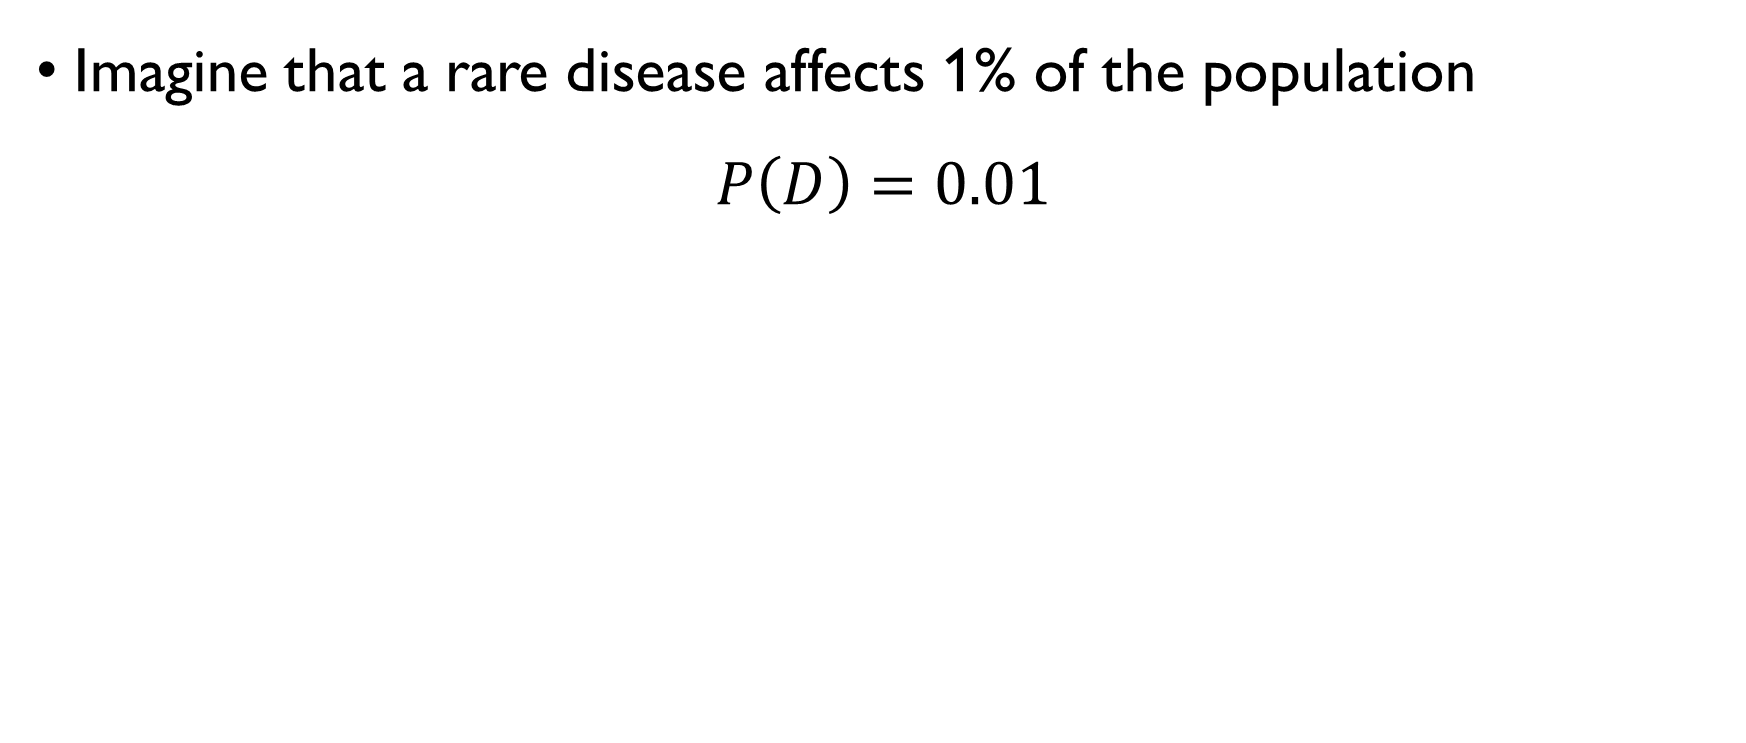 • Imagine that a rare disease affects 1% of the population
P(D) = 0.01